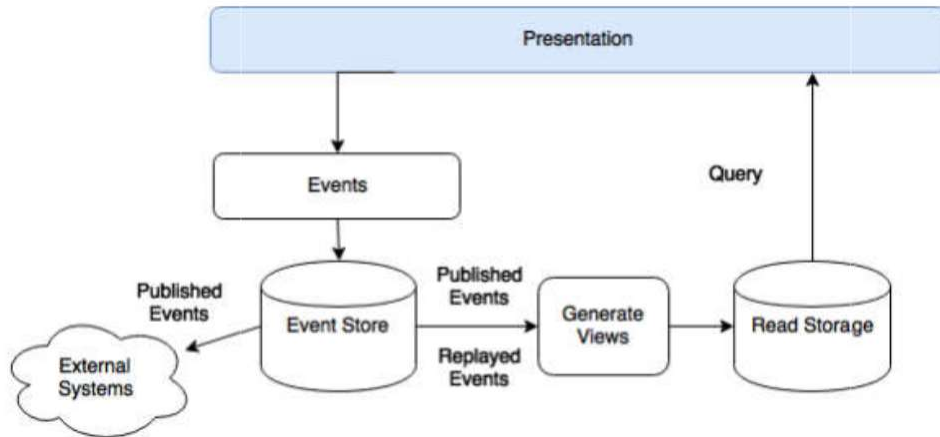 Presentation
Events
Query
Published
Events
Event Store
Published
Events
Replayed
Events
Generate
Views
Read Storage
External
Systems